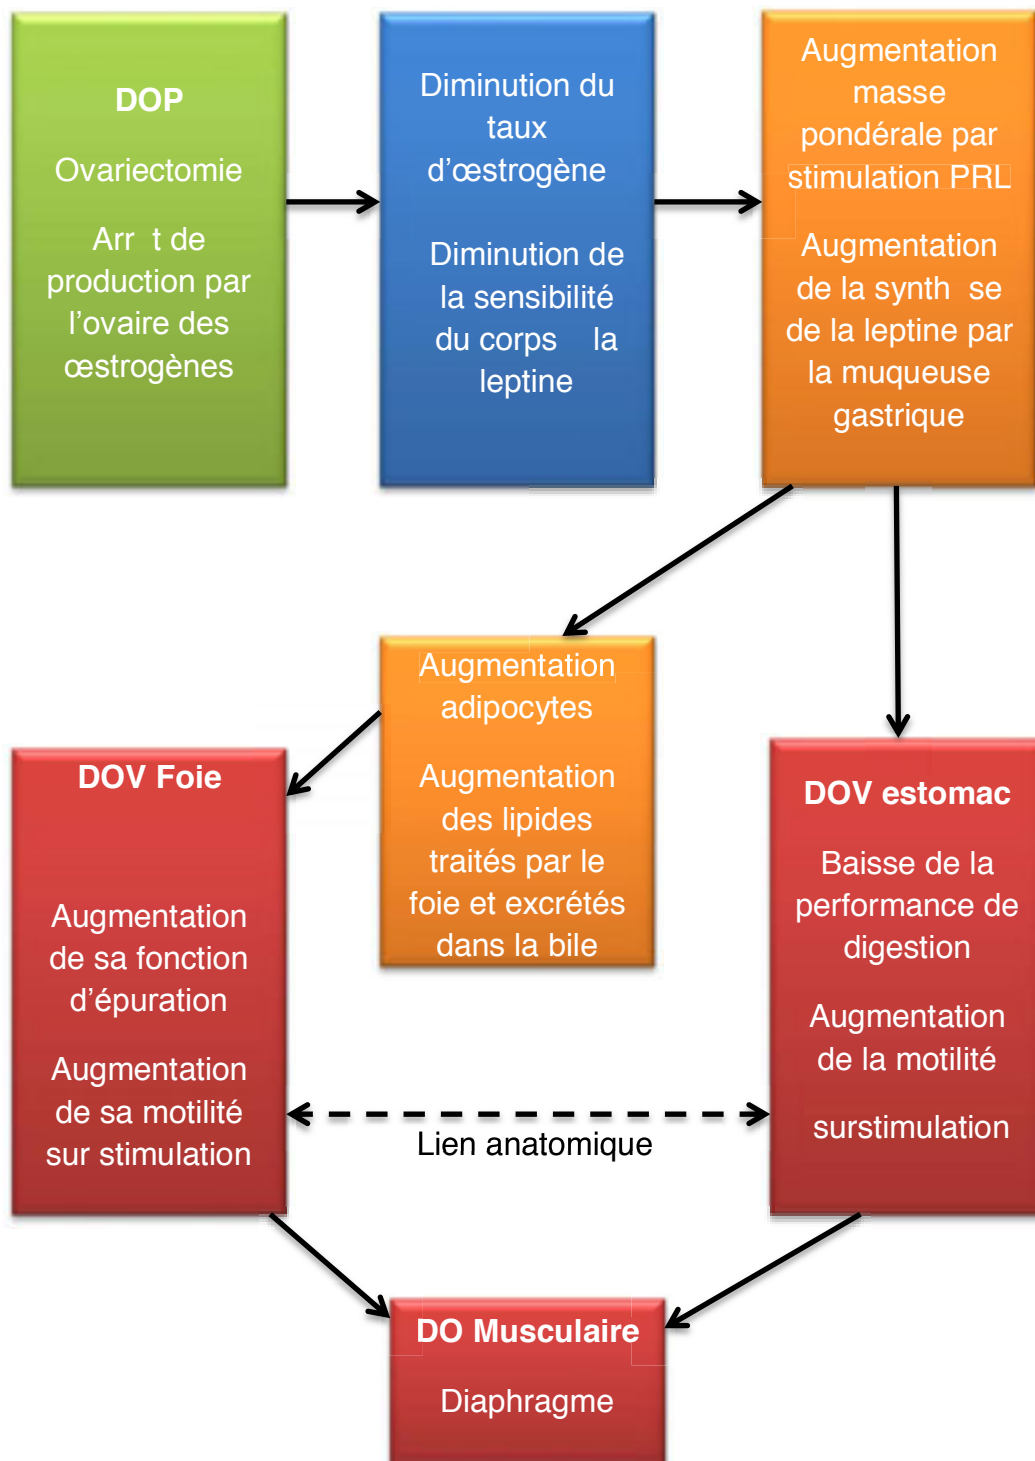 DOP
Ovariectomie
Arr t de
production par
l'ovaire des
œstrogènes
Diminution du
taux
d'œstrogène
Diminution de
la sensibilité
du corps   la
leptine
Augmentation
masse
pondérale par
stimulation PRL
Augmentation
de la synth se
de la leptine par
la muqueuse
gastrique
Augmentation
adipocytes
Augmentation
des lipides
traités par le
foie et excrétés
dans la bile
DOV Foie
Augmentation
de sa fonction
d'épuration
Augmentation
de sa motilité
sur stimulation
DOV estomac
Baisse de la
performance de
digestion
Augmentation
de la motilité
surstimulation
Lien anatomique
DO Musculaire
Diaphragme